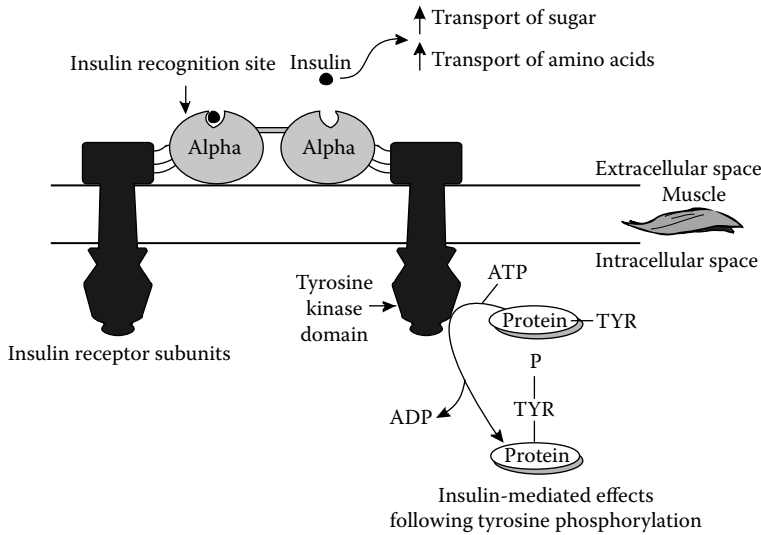 Transport of sugar
Insulin recognition site
Insulin
Transport of amino acids
Alpha
Alpha
Extracellular space
Muscle
Intracellular space
Tyrosine
kinase
domain
ATP
Protein
TYR
Insulin receptor subunits
P
TYR
ADP
Protein
Insulin-mediated effects
following tyrosine phosphorylation